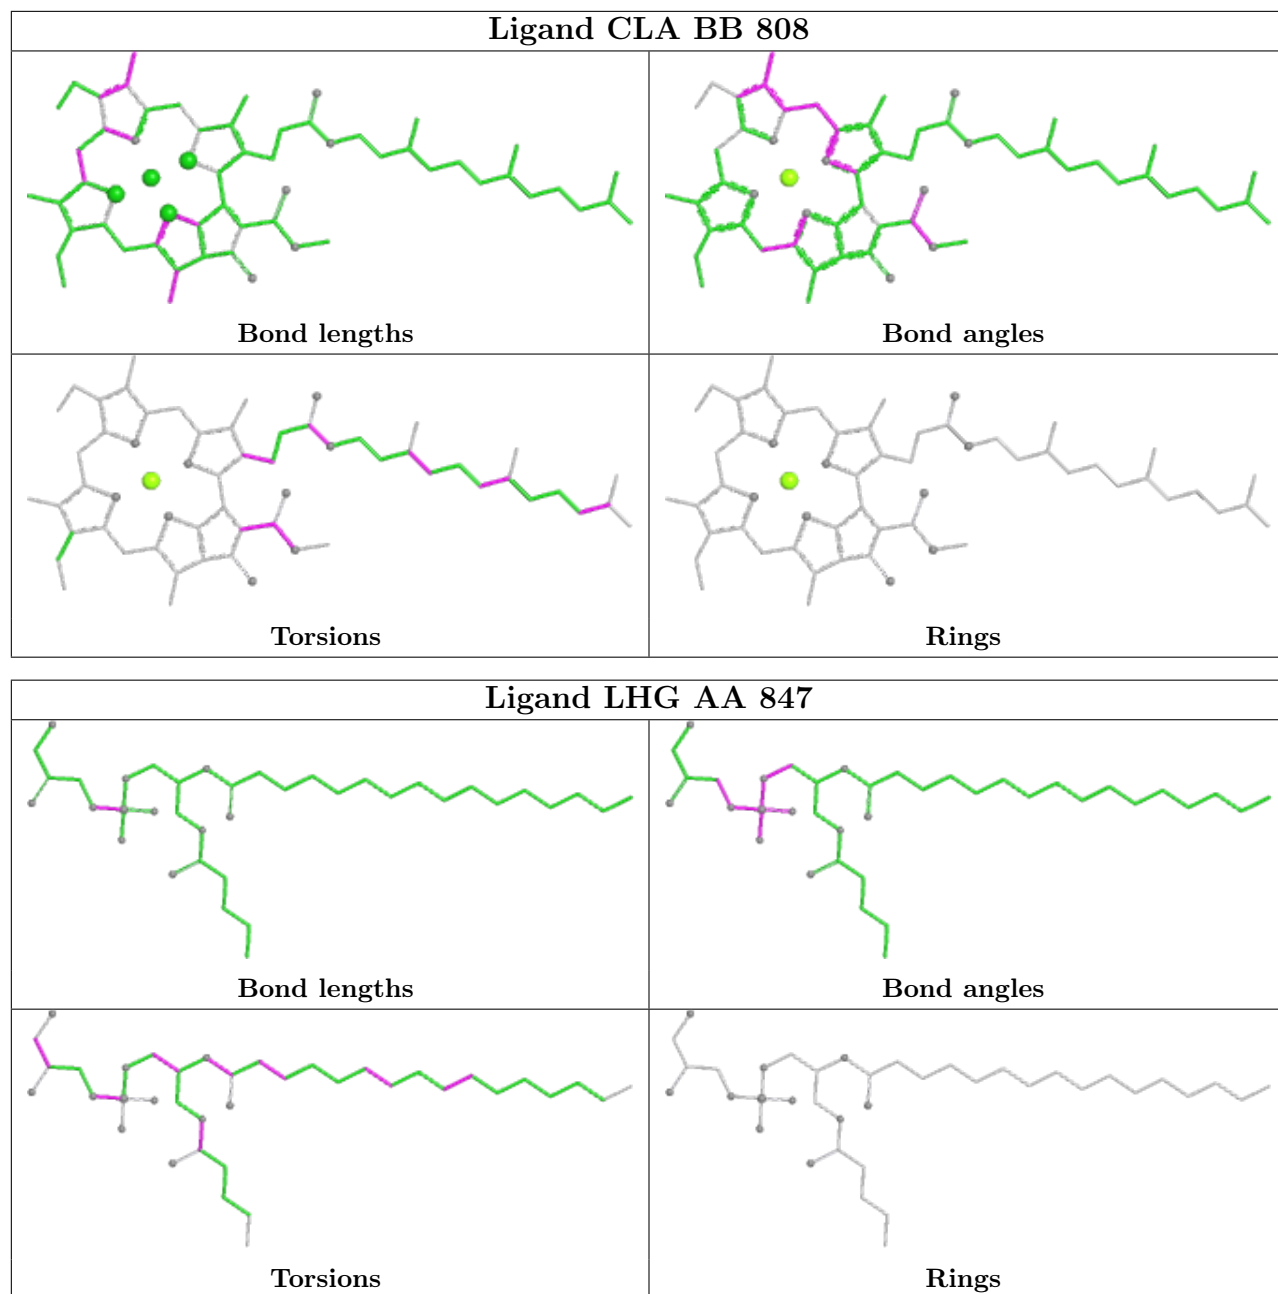 Ligand CLA BB 808
Bond lengths
Bond angles
Torsions
Rings
Ligand LHG AA 847
Bond lengths
Bond angles
Torsions
Rings